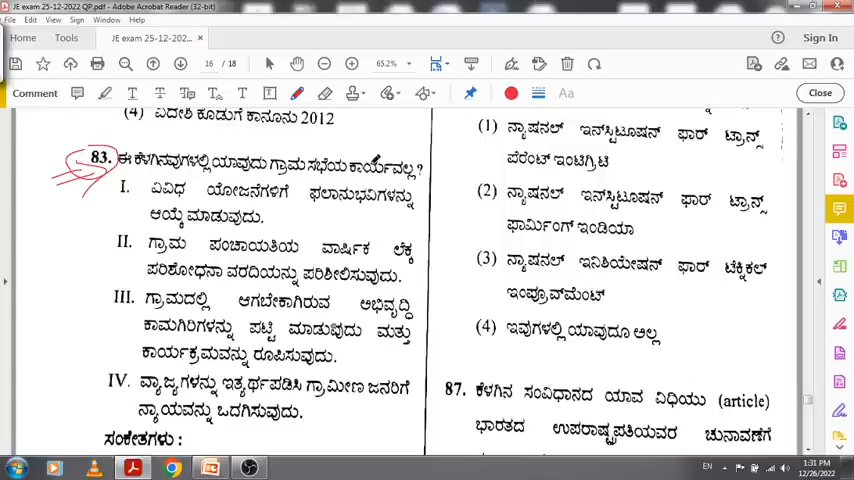 JE exam 25-12-2022 QP.pdf - Adobe Acrobat Reader (32-bit)
File Edit View Sign Window Help
Home Tools JE exam 25-12-202... × Sign In
16 / 18 65.2%
Comment Aa Close
(4) ವಿದೇಶಿ ಕೊಡುಗೆ ಕಾನೂನು 2012
83. ಈ ಕೆಳಗಿನವುಗಳಲ್ಲಿ ಯಾವುದು ಗ್ರಾಮ ಸಭೆಯ ಕಾರ್ಯವಲ್ಲ?
I. ವಿವಿಧ ಯೋಜನೆಗಳಿಗೆ ಫಲಾನುಭವಿಗಳನ್ನು
ಆಯ್ಕೆ ಮಾಡುವುದು.
II. ಗ್ರಾಮ ಪಂಚಾಯತಿಯ ವಾರ್ಷಿಕ ಲೆಕ್ಕ
ಪರಿಶೋಧನಾ ವರದಿಯನ್ನು ಪರಿಶೀಲಿಸುವುದು.
III. ಗ್ರಾಮದಲ್ಲಿ ಆಗಬೇಕಾಗಿರುವ ಅಭಿವೃದ್ಧಿ
ಕಾಮಗಿರಿಗಳನ್ನು ಪಟ್ಟಿ ಮಾಡುವುದು ಮತ್ತು
ಕಾರ್ಯಕ್ರಮವನ್ನು ರೂಪಿಸುವುದು.
IV. ವ್ಯಾಜ್ಯಗಳನ್ನು ಇತ್ಯರ್ಥಪಡಿಸಿ ಗ್ರಾಮೀಣ ಜನರಿಗೆ
ನ್ಯಾಯವನ್ನು ಒದಗಿಸುವುದು.
ಸಂಕೇತಗಳು :
(1) ನ್ಯಾಷನಲ್ ಇನ್‌ಸ್ಟಿಟೂಷನ್ ಫಾರ್ ಟ್ರಾನ್ಸ್
ಪೆರೆಂಟ್ ಇಂಟಿಗ್ರಿಟಿ
(2) ನ್ಯಾಷನಲ್ ಇನ್‌ಸ್ಟಿಟೂಷನ್ ಫಾರ್ ಟ್ರಾನ್ಸ್
ಫಾರ್ಮಿಂಗ್ ಇಂಡಿಯಾ
(3) ನ್ಯಾಷನಲ್ ಇನಿಶಿಯೇಷನ್ ಫಾರ್ ಟೆಕ್ನಿಕಲ್
ಇಂಪ್ರೂವ್‌ಮೆಂಟ್
(4) ಇವುಗಳಲ್ಲಿ ಯಾವುದೂ ಅಲ್ಲ
87. ಕೆಳಗಿನ ಸಂವಿಧಾನದ ಯಾವ ವಿಧಿಯು (article)
ಭಾರತದ ಉಪರಾಷ್ಟ್ರಪತಿಯವರ ಚುನಾವಣೆಗೆ
EN 1:31 PM
12/26/2022